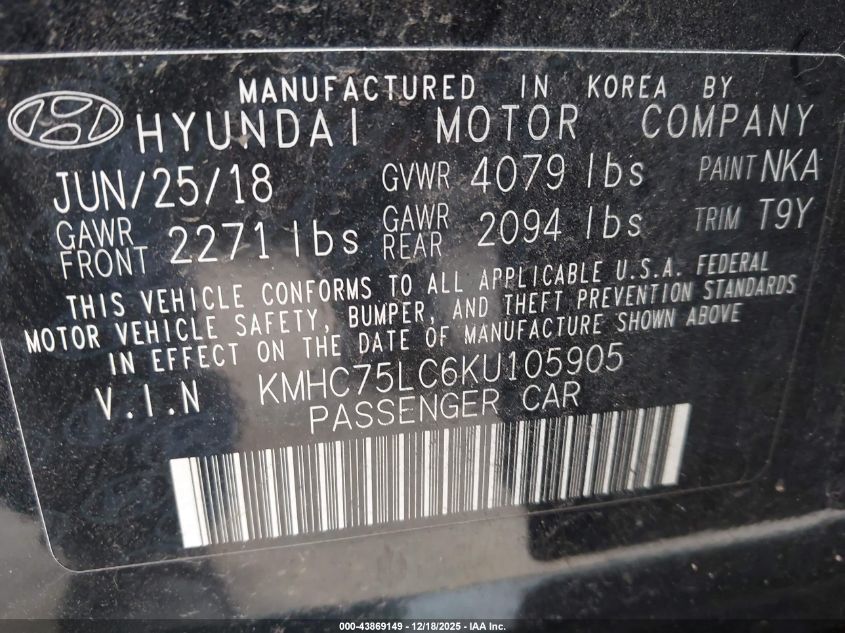 MANUFACTURED IN KOREA BY
HYUNDAI MOTOR COMPANY
JUN/25/18 GVWR 4079 lbs PAINT NKA
GAWR FRONT 2271 lbs GAWR REAR 2094 lbs TRIM T9Y
THIS VEHICLE CONFORMS TO ALL APPLICABLE U.S.A. FEDERAL
MOTOR VEHICLE SAFETY, BUMPER, AND THEFT PREVENTION STANDARDS
IN EFFECT ON THE DATE OF MANUFACTURE SHOWN ABOVE
V.I.N KMHC75LC6KU105905
PASSENGER CAR
000-43869149 - 12/18/2025 - IAA Inc.